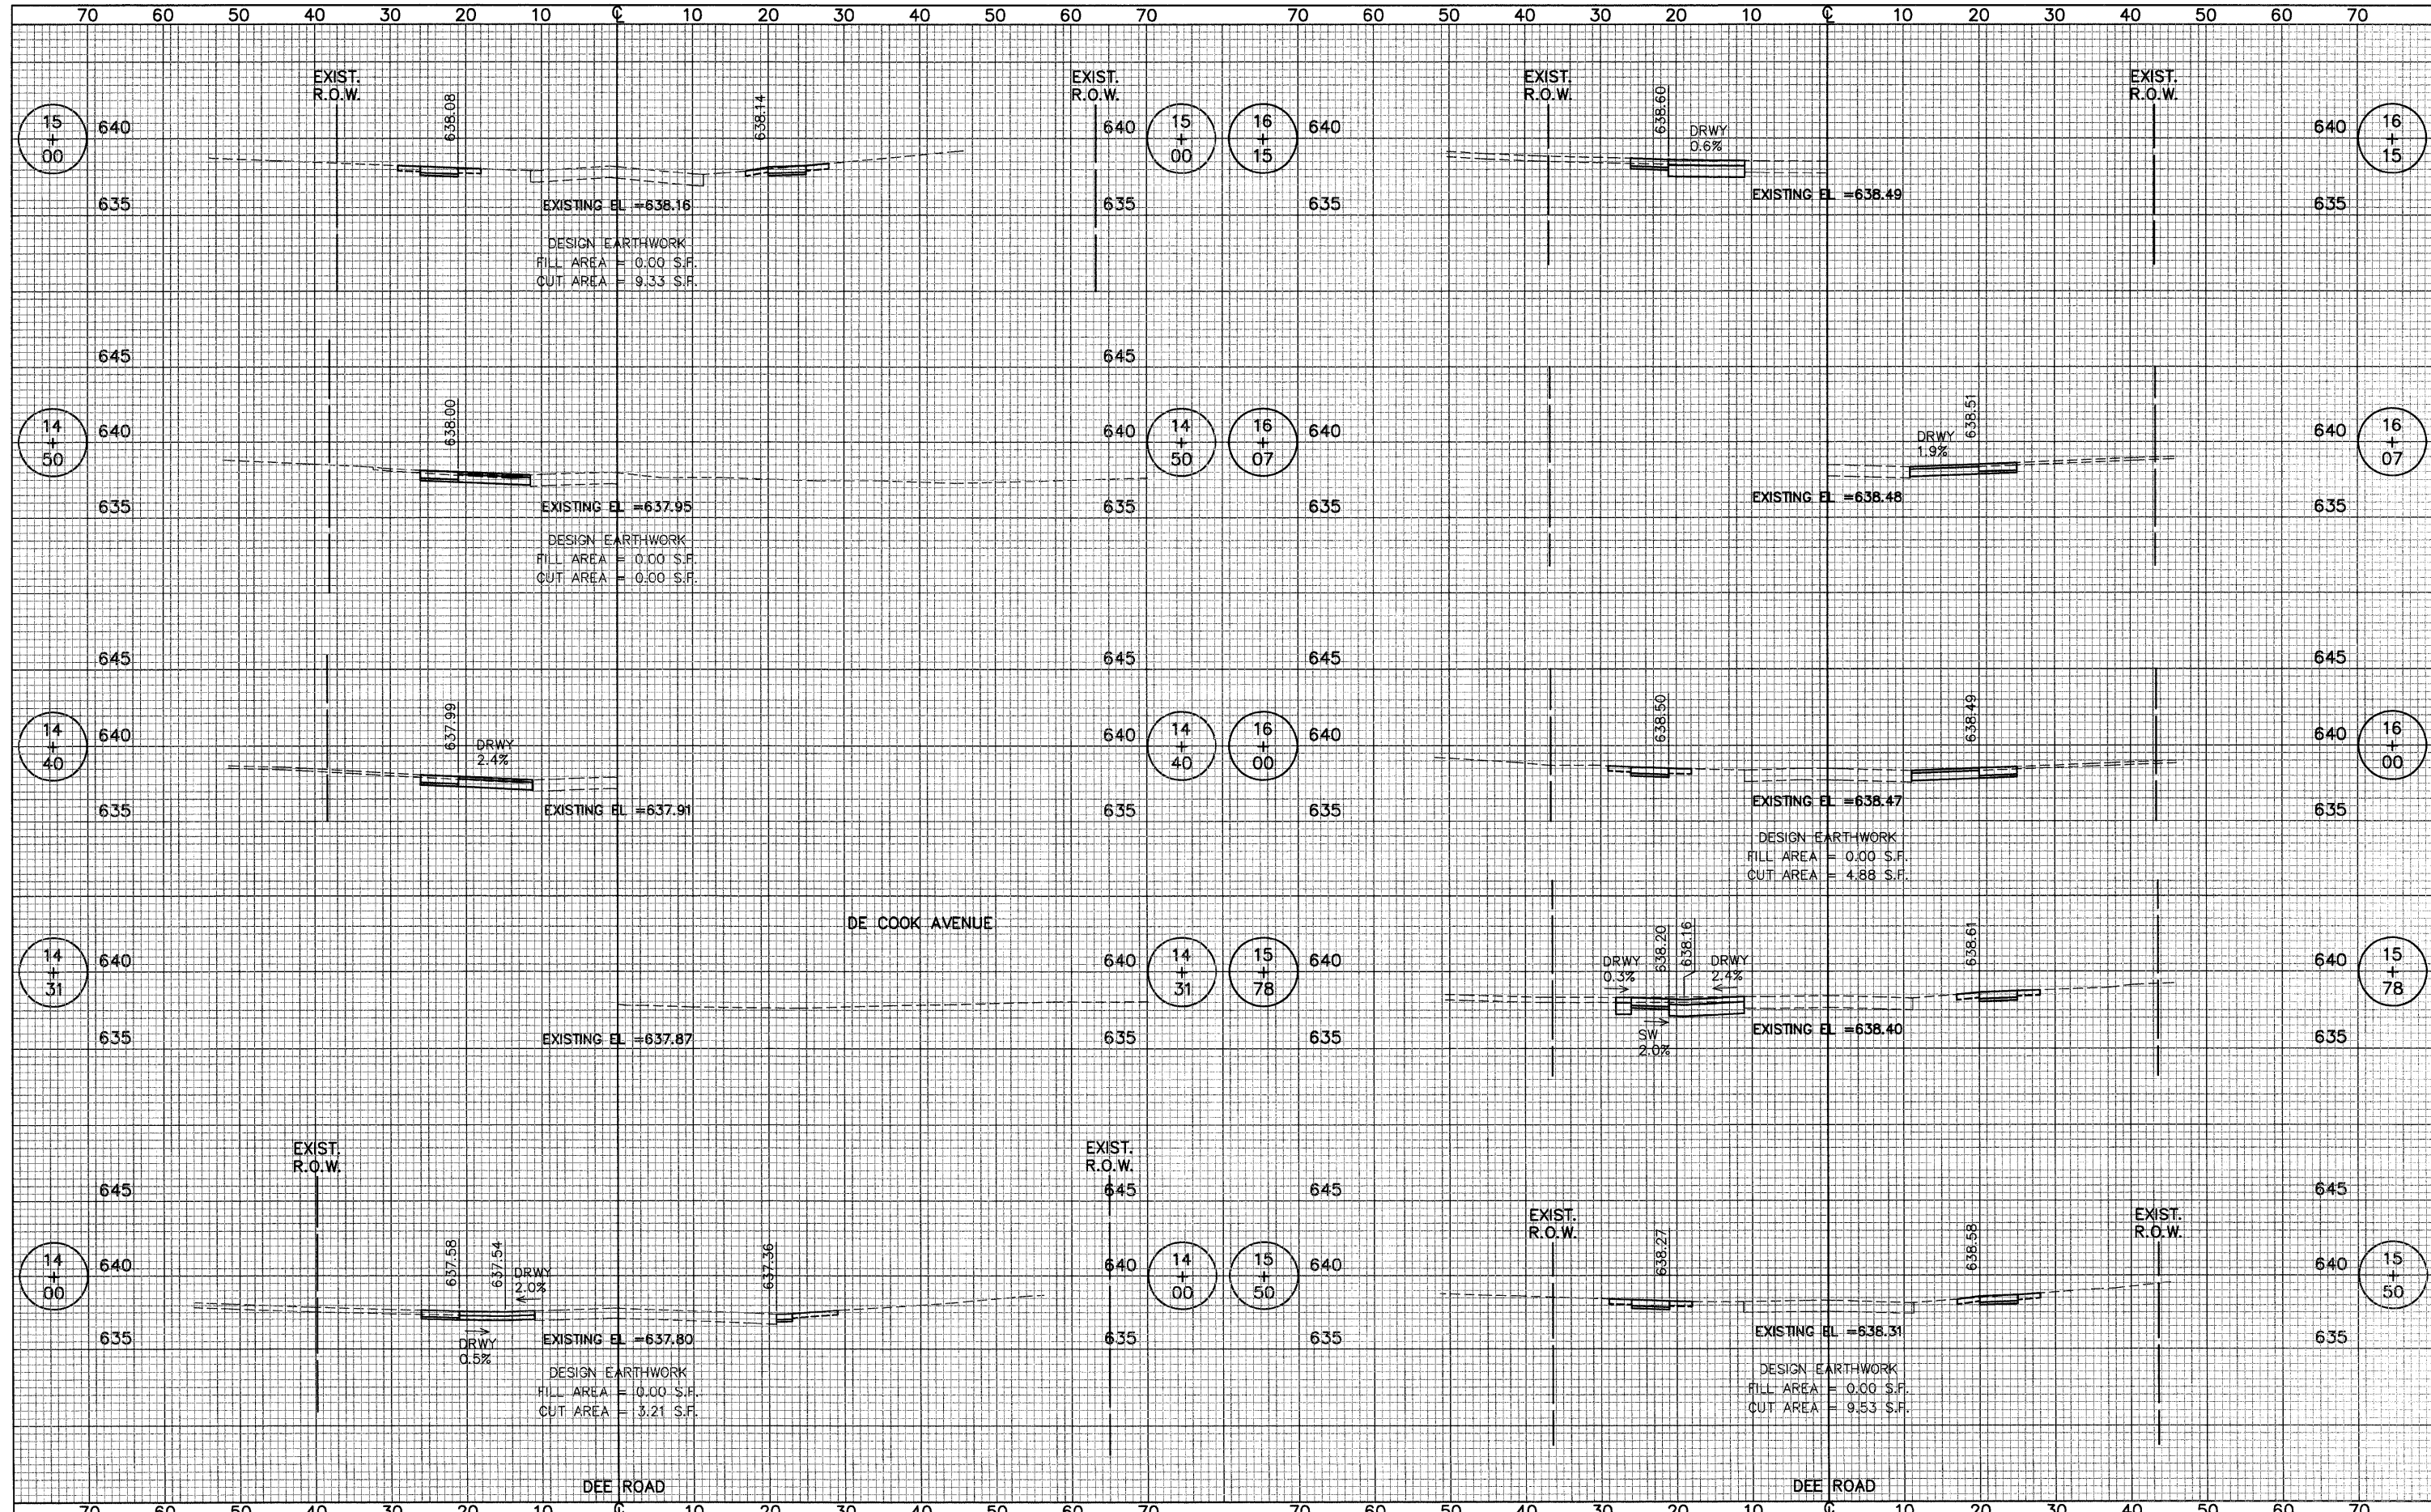 70 60 50 40 30 20 10 ℄ 10 20 30 40 50 60 70
70 60 50 40 30 20 10 ℄ 10 20 30 40 50 60 70
EXIST.
R.O.W.
EXIST.
R.O.W.
638.08
638.14
15
+
00
640
640
15
+
00
635
635
EXISTING EL =638.16
DESIGN EARTHWORK
FILL AREA = 0.00 S.F.
CUT AREA = 9.33 S.F.
645
645
638.00
14
+
50
640
640
14
+
50
635
635
EXISTING EL =637.95
DESIGN EARTHWORK
FILL AREA = 0.00 S.F.
CUT AREA = 0.00 S.F.
645
645
637.99
DRWY
2.4%
14
+
40
640
640
14
+
40
635
635
EXISTING EL =637.91
DE COOK AVENUE
14
+
31
640
640
14
+
31
635
635
EXISTING EL =637.87
EXIST.
R.O.W.
EXIST.
R.O.W.
645
645
637.58
637.54
DRWY
2.0%
637.36
14
+
00
640
640
14
+
00
635
635
DRWY
0.5%
EXISTING EL =637.80
DESIGN EARTHWORK
FILL AREA = 0.00 S.F.
CUT AREA = 3.21 S.F.
DEE ROAD
EXIST.
R.O.W.
EXIST.
R.O.W.
638.60
DRWY
0.6%
16
+
15
640
640
16
+
15
635
635
EXISTING EL =638.49
638.51
DRWY
1.9%
16
+
07
640
640
16
+
07
635
635
EXISTING EL =638.48
645
645
638.50
638.49
16
+
00
640
640
16
+
00
635
635
EXISTING EL =638.47
DESIGN EARTHWORK
FILL AREA = 0.00 S.F.
CUT AREA = 4.88 S.F.
DRWY
0.3%
638.20
638.16
DRWY
2.4%
638.61
15
+
78
640
640
15
+
78
635
635
SW
2.0%
EXISTING EL =638.40
645
645
EXIST.
R.O.W.
EXIST.
R.O.W.
638.27
638.58
15
+
50
640
640
15
+
50
635
635
EXISTING EL =638.31
DESIGN EARTHWORK
FILL AREA = 0.00 S.F.
CUT AREA = 9.53 S.F.
DEE ROAD
70 60 50 40 30 20 10 ℄ 10 20 30 40 50 60 70
70 60 50 40 30 20 10 ℄ 10 20 30 40 50 60 70